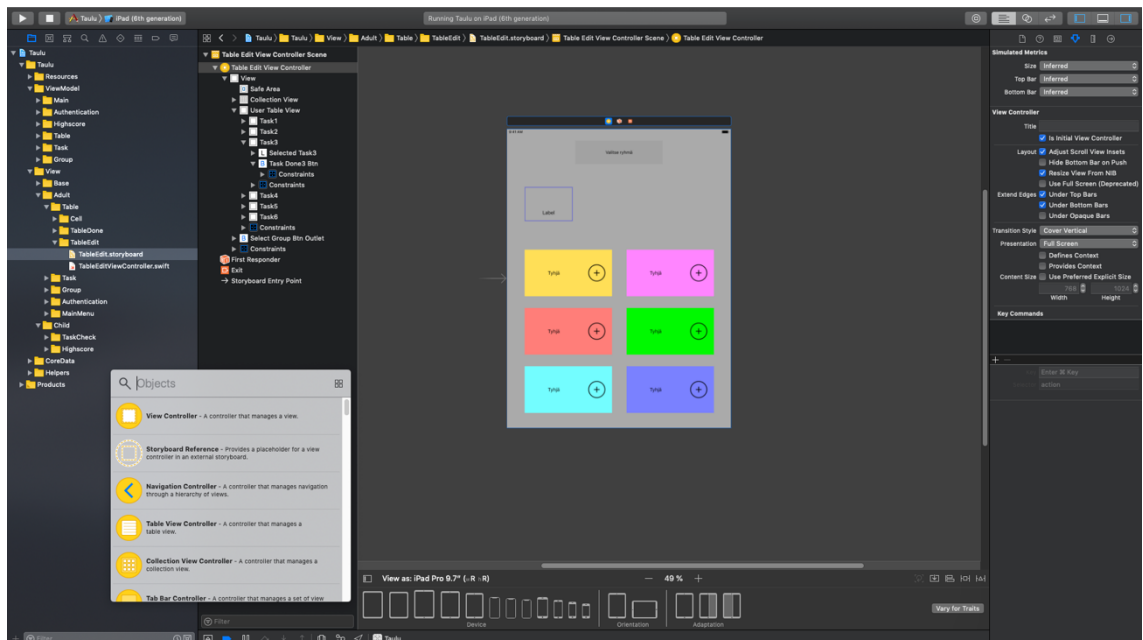 Taulu 〉 iPad (6th generation)
Running Taulu on iPad (6th generation)
Taulu 〉 Taulu 〉 View 〉 Adult 〉 Table 〉 TableEdit 〉 TableEdit.storyboard 〉 Table Edit View Controller Scene 〉 Table Edit View Controller
Taulu
Taulu
Resources
ViewModel
Main
Authentication
Highscore
Table
Task
Group
View
Base
Adult
Table
Cell
TableDone
TableEdit
TableEdit.storyboard
TableEditViewController.swift
Task
Group
Authentication
MainMenu
Child
TaskCheck
Highscore
CoreData
Helpers
Products
Filter
Table Edit View Controller Scene
Table Edit View Controller
View
Safe Area
Collection View
User Table View
Task1
Task2
Task3
L Selected Task3
B Task Done3 Btn
Constraints
Constraints
Task4
Task5
Task6
Constraints
B Select Group Btn Outlet
Constraints
First Responder
Exit
Storyboard Entry Point
Filter
Objects
View Controller - A controller that manages a view.
Storyboard Reference - Provides a placeholder for a view
controller in an external storyboard.
Navigation Controller - A controller that manages navigation
through a hierarchy of views.
Table View Controller - A controller that manages a
table view.
Collection View Controller - A controller that manages a
collection view.
Tab Bar Controller - A controller that manages a set of view
9:41 AM
Valitse ryhmä
Label
Tyhjä
Tyhjä
Tyhjä
Tyhjä
Tyhjä
Tyhjä
View as: iPad Pro 9.7" (wR hR)
49 %
Device
Orientation
Adaptation
Vary for Traits
Taulu
Simulated Metrics
Size Inferred
Top Bar Inferred
Bottom Bar Inferred
View Controller
Title
Is Initial View Controller
Layout Adjust Scroll View Insets
Hide Bottom Bar on Push
Resize View From NIB
Use Full Screen (Deprecated)
Extend Edges Under Top Bars
Under Bottom Bars
Under Opaque Bars
Transition Style Cover Vertical
Presentation Full Screen
Defines Context
Provides Context
Content Size Use Preferred Explicit Size
768 1024
Width Height
Key Commands
Enter ⌘ Key
action